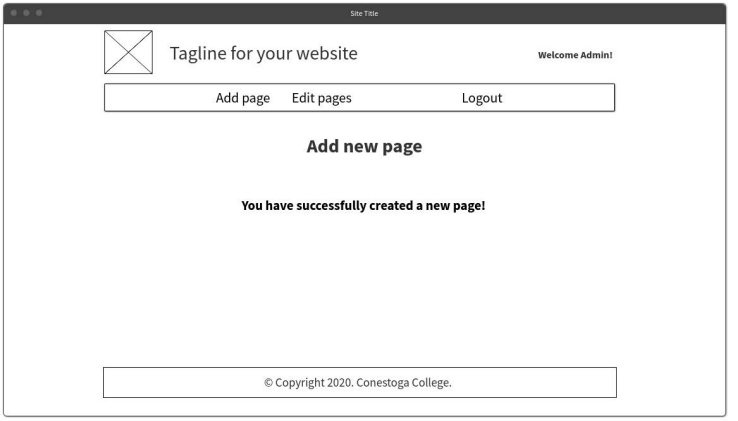 Site Title
Tagline for your website
Welcome Admin!
Add page Edit pages Logout
Add new page
You have successfully created a new page!
© Copyright 2020. Conestoga College.